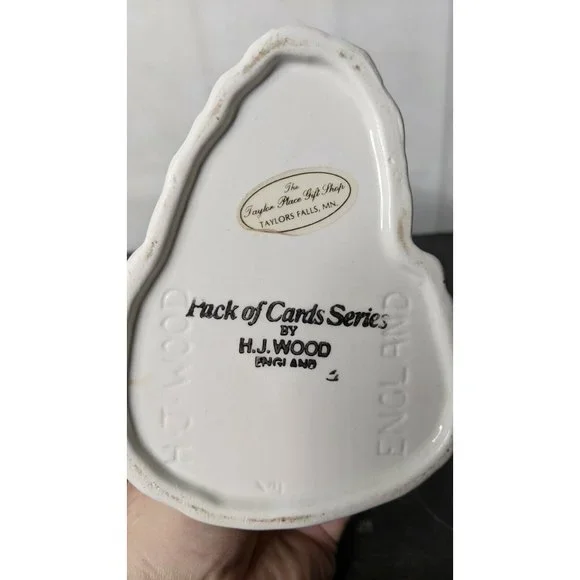 The
Taylor Place Gift Shop
TAYLORS FALLS, MN.
Pack of Cards Series
BY
H.J.WOOD
ENGLAND
H.J.WOOD
ENGLAND